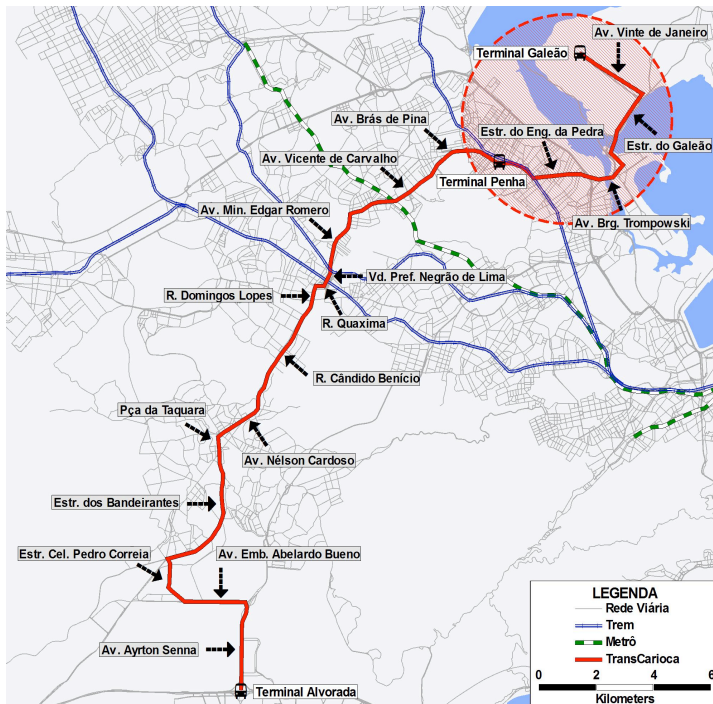 Av. Vinte de Janeiro
Terminal Galeão
Av. Brás de Pina
Estr. do Eng. da Pedra
Estr. do Galeão
Av. Vicente de Carvalho
Terminal Penha
Av. Min. Edgar Romero
Av. Brg. Trompowski
Vd. Pref. Negrão de Lima
R. Domingos Lopes
R. Quaxima
R. Cândido Benício
Pça da Taquara
Av. Nélson Cardoso
Estr. dos Bandeirantes
Estr. Cel. Pedro Correia
Av. Emb. Abelardo Bueno
Av. Ayrton Senna
Terminal Alvorada
LEGENDA
Rede Viária
Trem
Metrô
TransCarioca
0 2 4 6
Kilometers